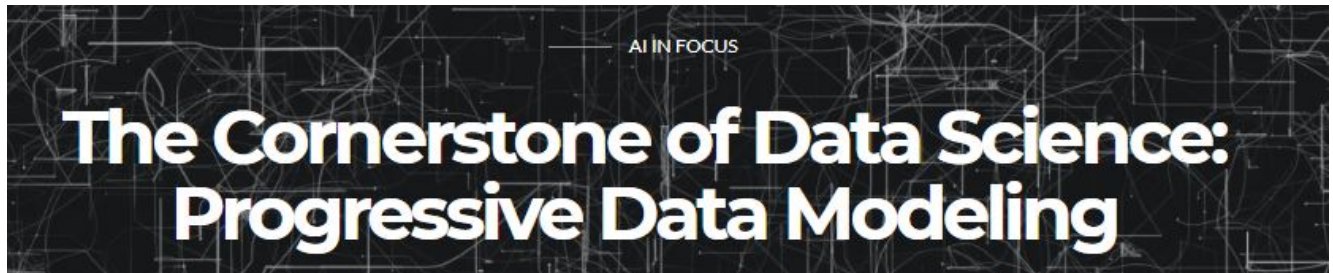 AI IN FOCUS
The Cornerstone of Data Science:
Progressive Data Modeling